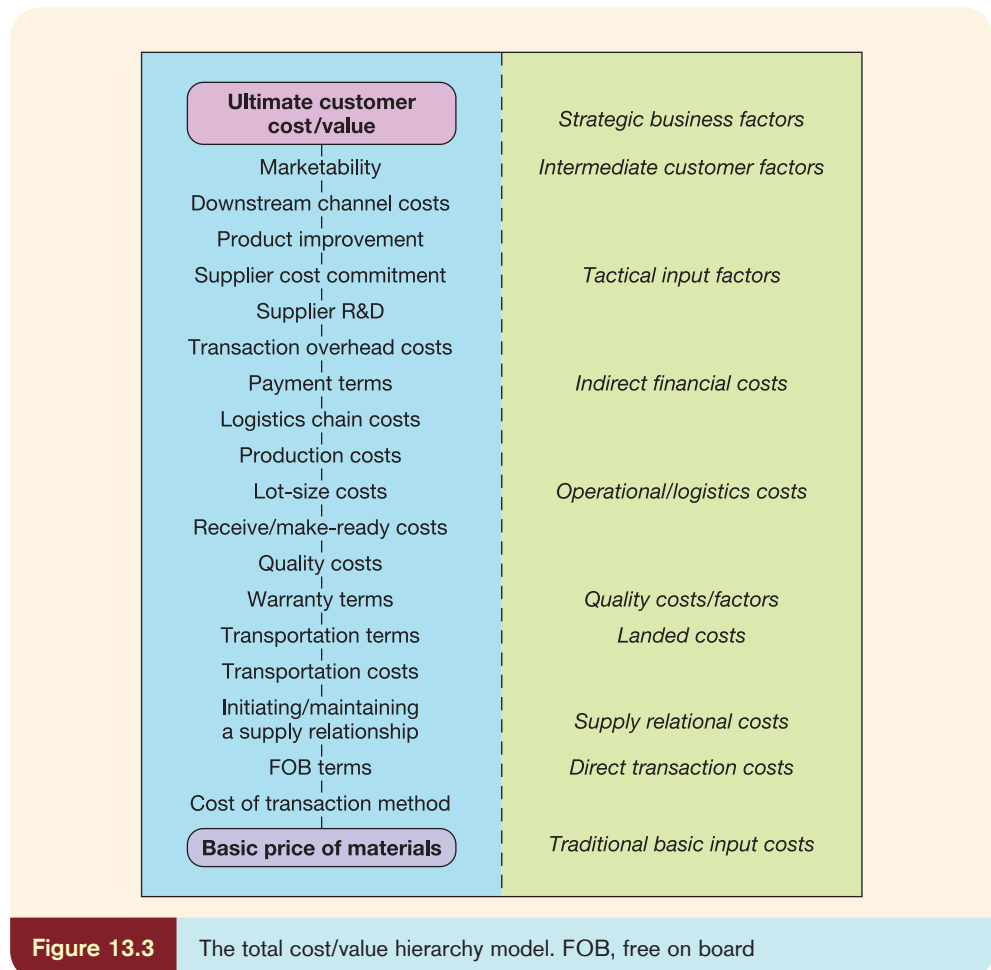 Ultimate customer
cost/value
Strategic business factors
Marketability
Intermediate customer factors
Downstream channel costs
Product improvement
Supplier cost commitment
Tactical input factors
Supplier R&D
Transaction overhead costs
Payment terms
Indirect financial costs
Logistics chain costs
Production costs
Lot-size costs
Operational/logistics costs
Receive/make-ready costs
Quality costs
Warranty terms
Quality costs/factors
Transportation terms
Landed costs
Transportation costs
Initiating/maintaining
a supply relationship
Supply relational costs
FOB terms
Direct transaction costs
Cost of transaction method
Basic price of materials
Traditional basic input costs
Figure 13.3 The total cost/value hierarchy model. FOB, free on board